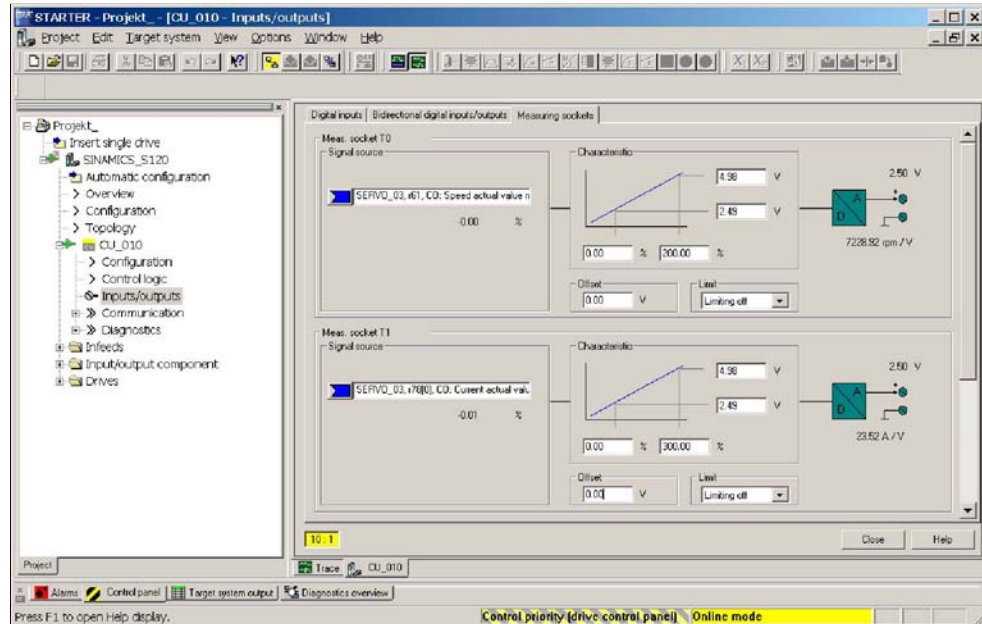 STARTER - Projekt_ - [CU_010 - Inputs/outputs]
Project Edit Target system View Options Window Help
Projekt_
Insert single drive
SINAMICS_S120
Automatic configuration
Overview
Configuration
Topology
CU_010
Configuration
Control logic
Inputs/outputs
Communication
Diagnostics
Infeeds
Input/output component
Drives
Project
Digital inputs Bidirectional digital inputs/outputs Measuring sockets
Meas. socket T0
Signal source
SERVO_03, r61, CO: Speed actual value n
-0.00 %
Characteristic
4.98 V
2.49 V
0.00 % 200.00 %
Offset
0.00 V
Limit
Limiting off
2.50 V
A
D
7228.92 rpm / V
Meas. socket T1
Signal source
SERVO_03, r78[0], CO: Current actual valu
-0.01 %
Characteristic
4.98 V
2.49 V
0.00 % 300.00 %
Offset
0.00 V
Limit
Limiting off
2.50 V
A
D
23.52 A / V
10:1
Close Help
Trace CU_010
Alarms Control panel Target system output Diagnostics overview
Press F1 to open Help display.
Control priority (drive control panel) Online mode